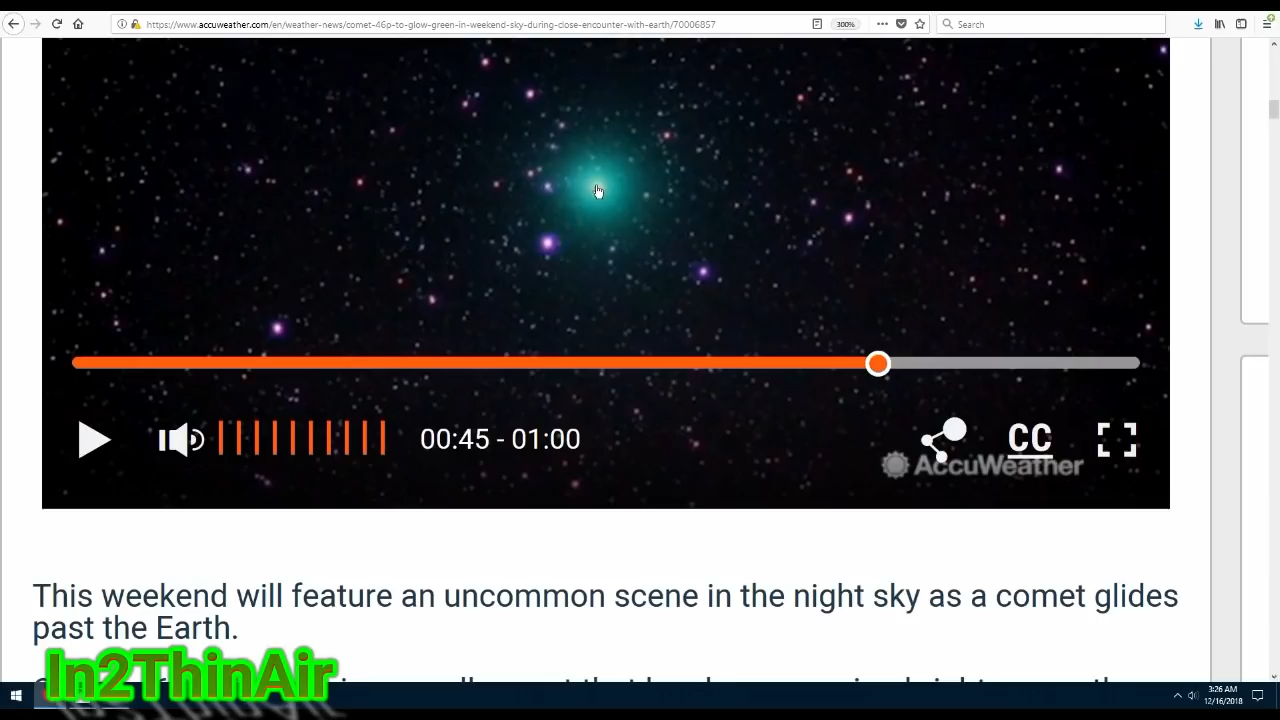 https://www.accuweather.com/en/weather-news/comet-46p-to-glow-green-in-weekend-sky-during-close-encounter-with-earth/70006857
300%
Search
00:45 - 01:00
CC
AccuWeather
This weekend will feature an uncommon scene in the night sky as a comet glides
past the Earth.
In2ThinAir
3:26 AM
12/16/2018